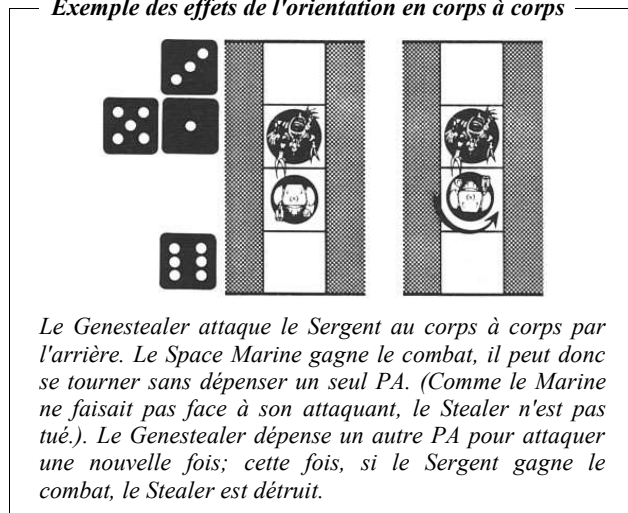 Exemple des effets de l'orientation en corps à corps
Le Genestealer attaque le Sergent au corps à corps par
l'arrière. Le Space Marine gagne le combat, il peut donc
se tourner sans dépenser un seul PA. (Comme le Marine
ne faisait pas face à son attaquant, le Stealer n'est pas
tué.). Le Genestealer dépense un autre PA pour attaquer
une nouvelle fois; cette fois, si le Sergent gagne le
combat, le Stealer est détruit.